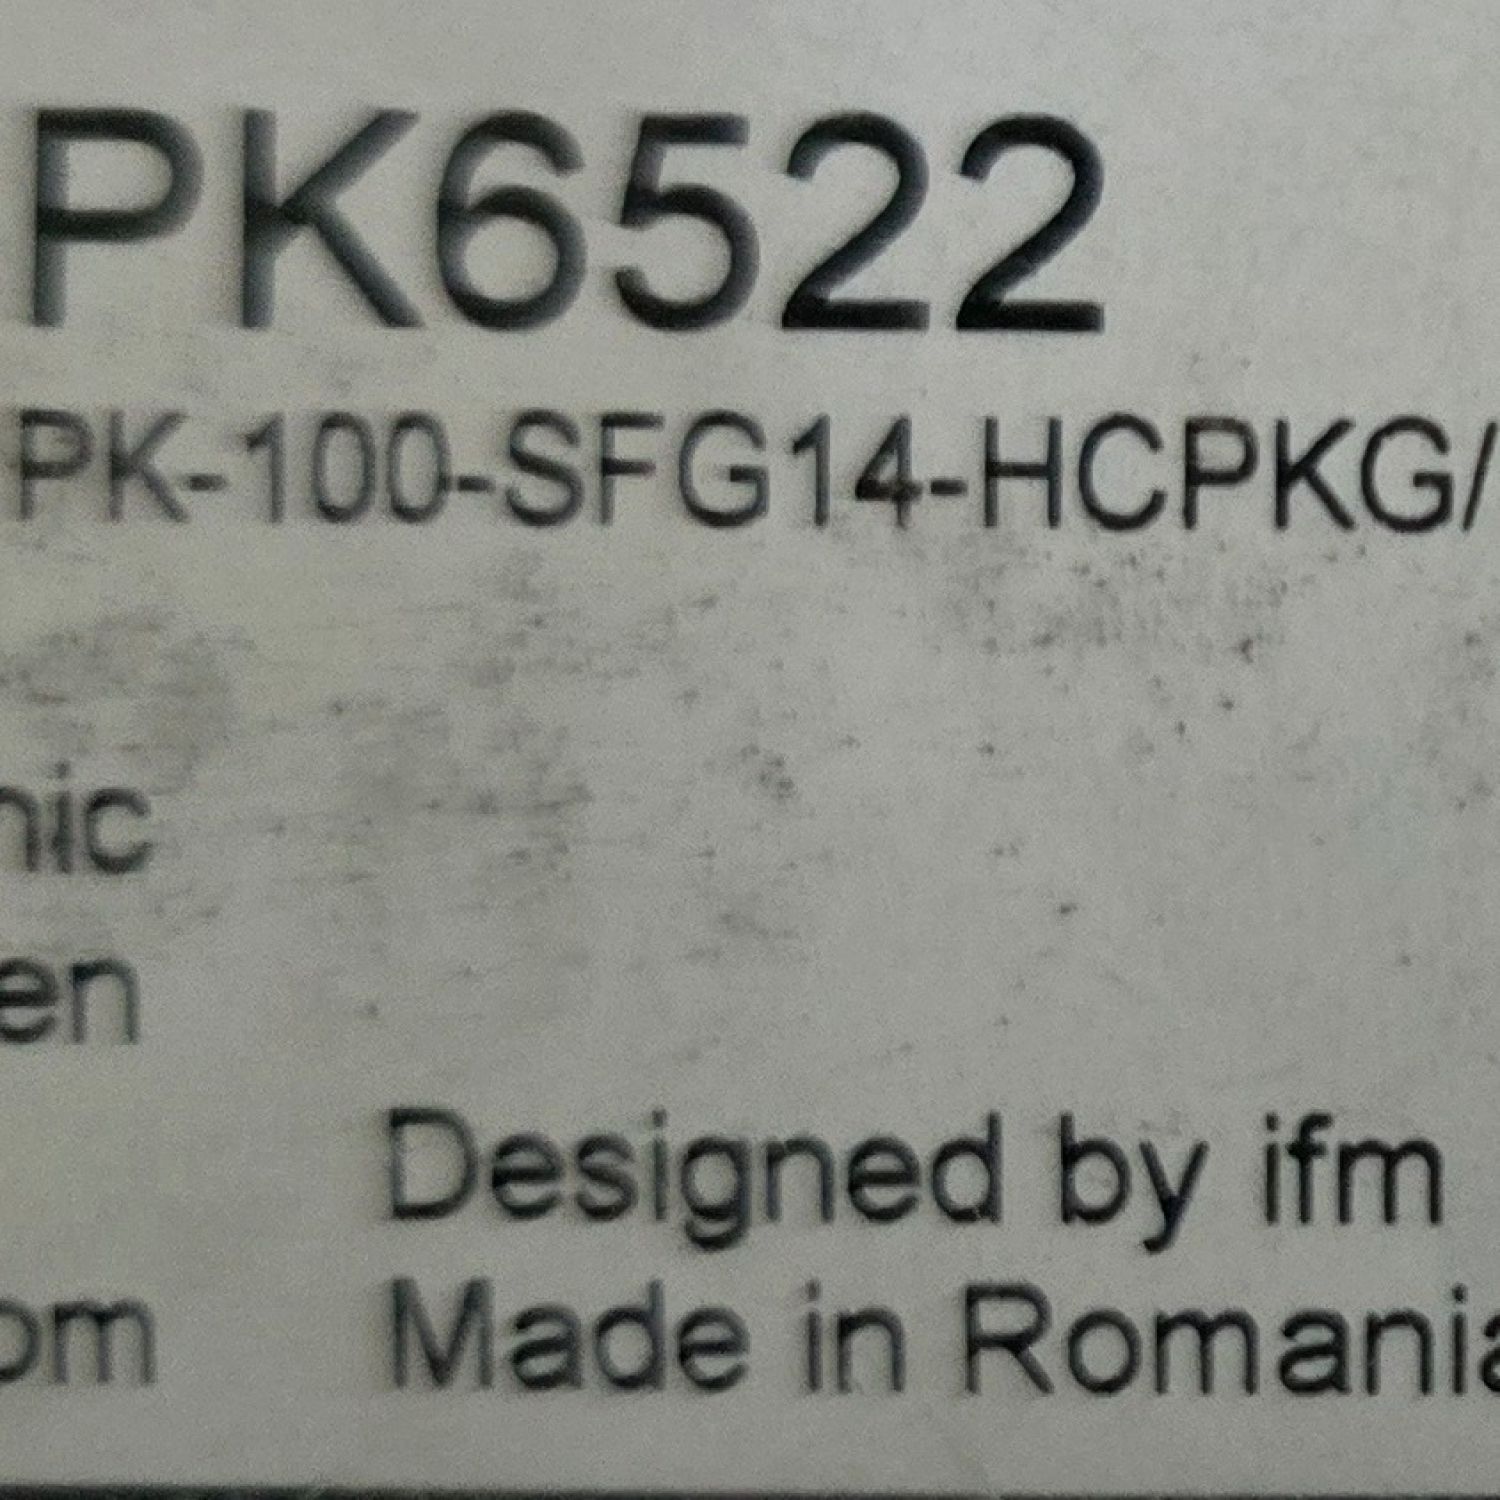 PK6522
PK-100-SFG14-HCPKG/
nic
en
Designed by ifm
om Made in Romania